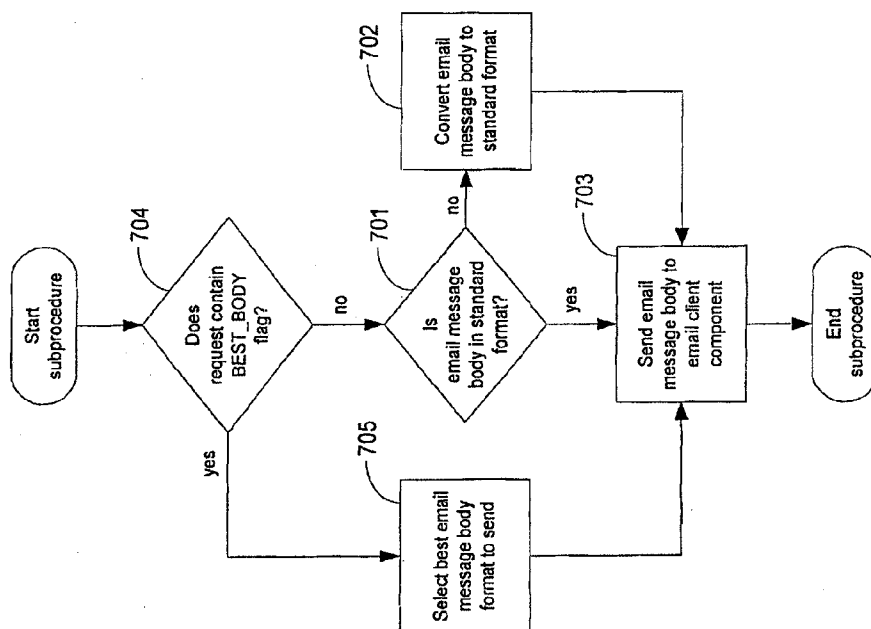 Start
subprocedure
704
Does
request contain
BEST_BODY
flag?
yes
no
705
Select best email
message body
format to send
701
Is
email message
body in standard
format?
no
yes
702
Convert email
message body to
standard format
703
Send email
message body to
email client
component
End
subprocedure